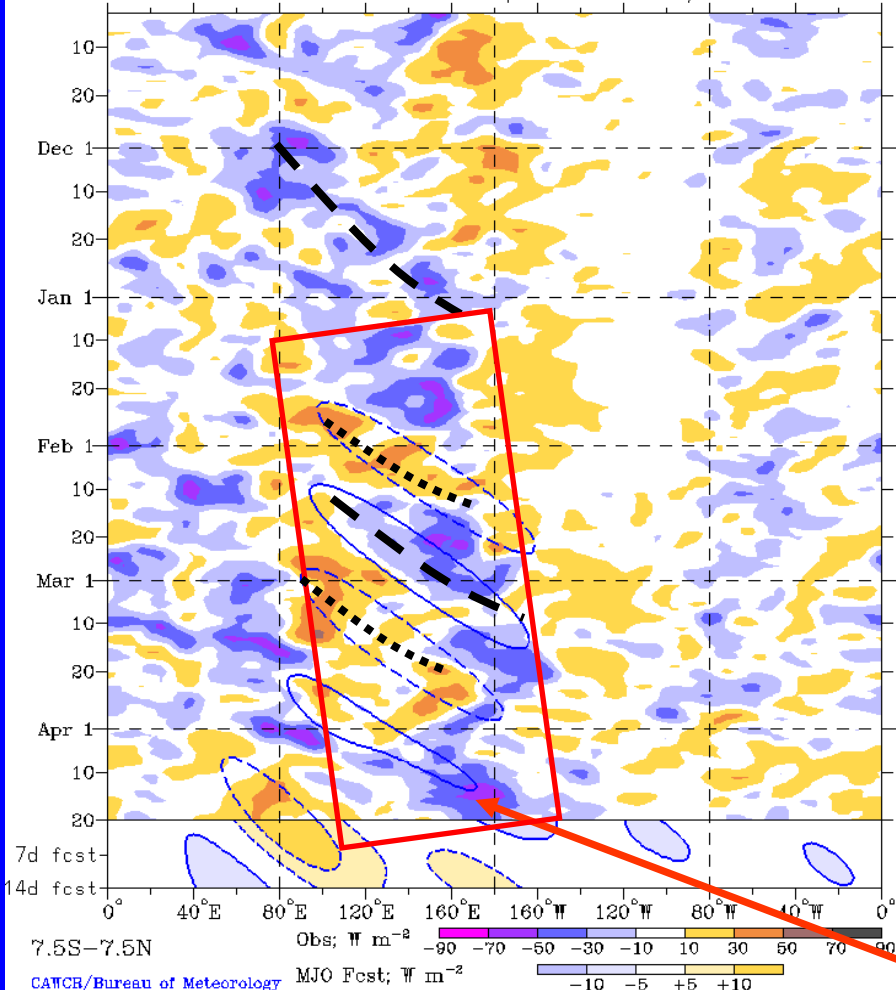 10
20
Dec 1
10
20
Jan 1
10
20
Feb 1
10
20
Mar 1
10
20
Apr 1
10
20
7d fcst
14d fcst
0° 40°E 80°E 120°E 160°E 160°W 120°W 80°W 40°W 0°
7.5S-7.5N
Obs; W m⁻²
-90 -70 -50 -30 -10 10 30 50 70 90
CAWCR/Bureau of Meteorology
MJO Fcst; W m⁻²
-10 -5 +5 +10